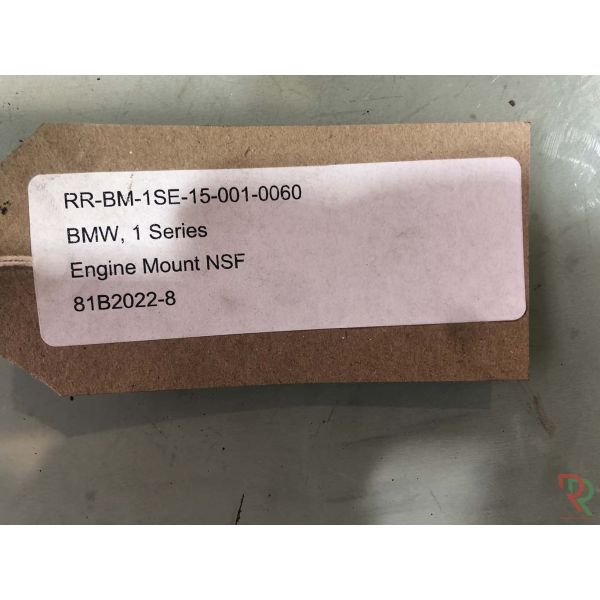 RR-BM-1SE-15-001-0060
BMW, 1 Series
Engine Mount NSF
81B2022-8